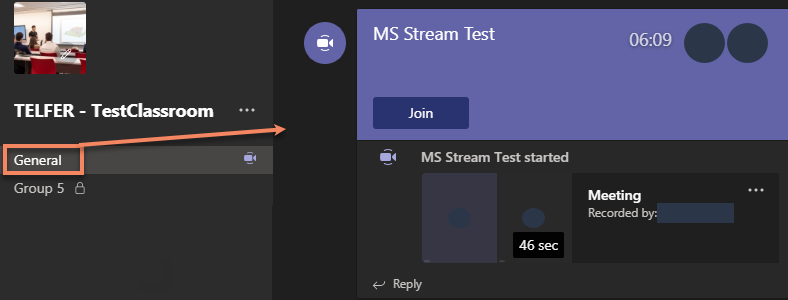 TELFER - TestClassroom
General
Group 5
MS Stream Test
06:09
Join
MS Stream Test started
46 sec
Meeting
Recorded by:
Reply